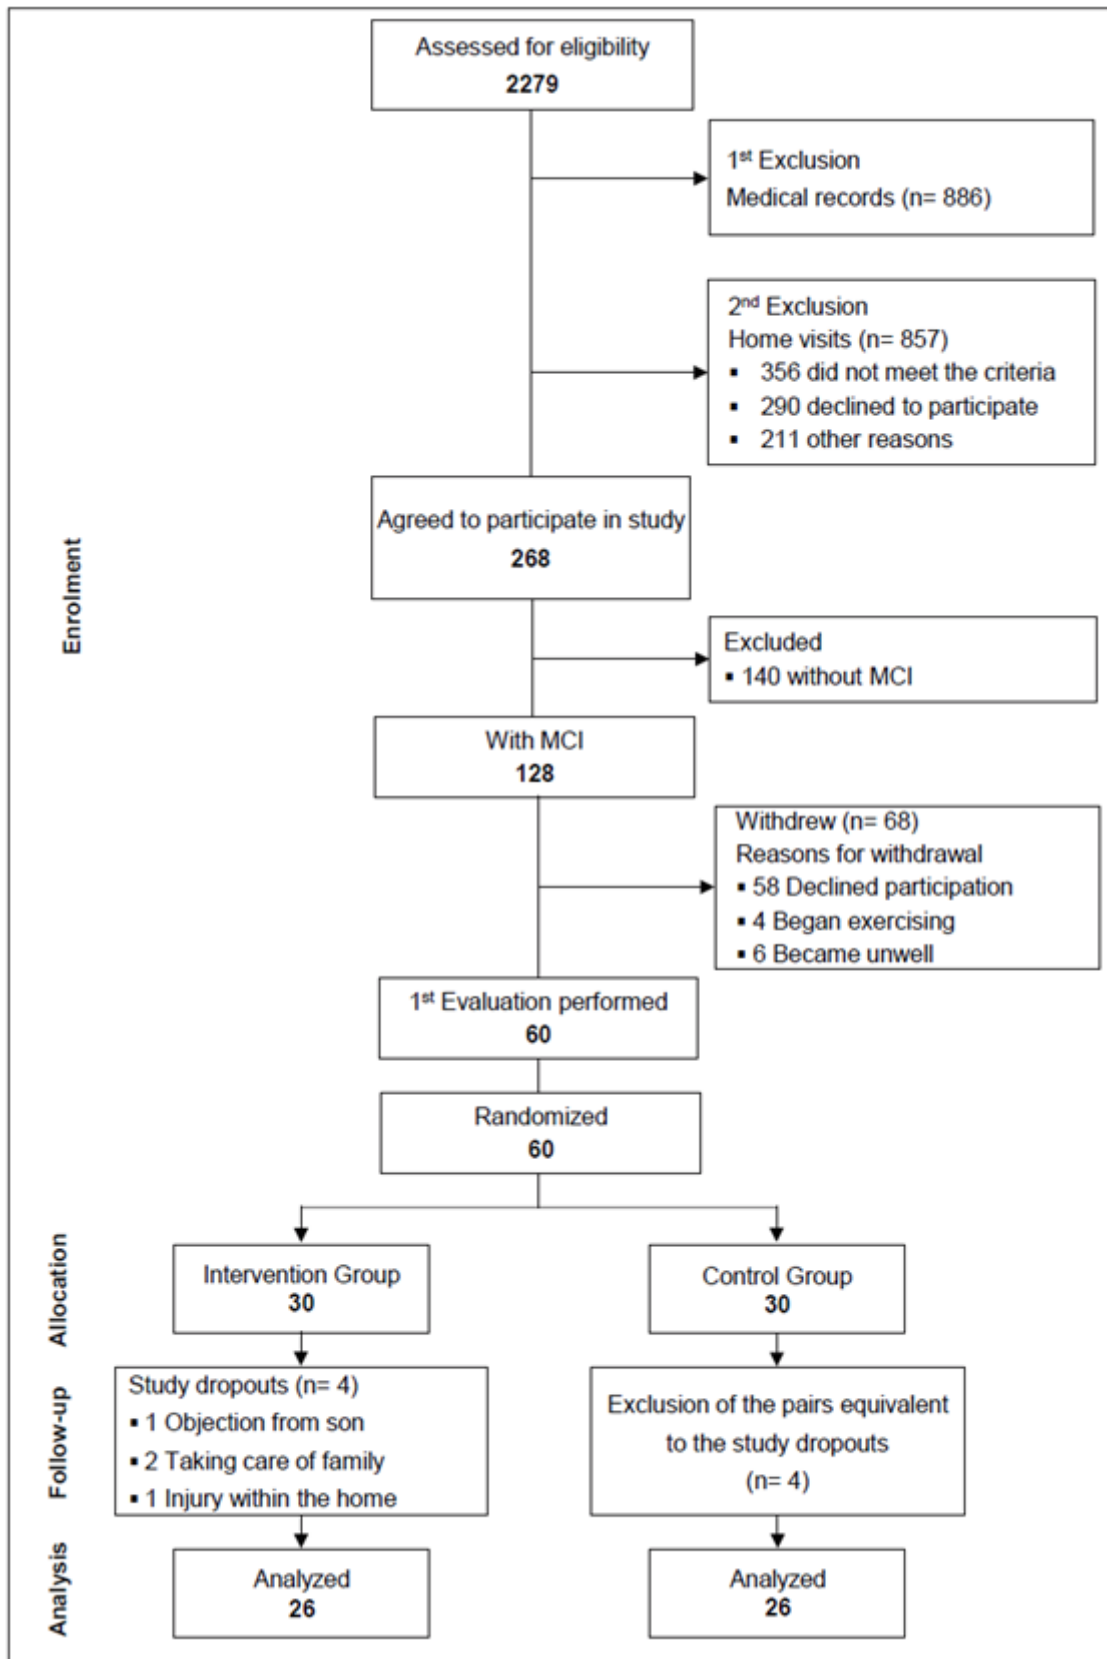 Assessed for eligibility
2279
1st Exclusion
Medical records (n= 886)
2nd Exclusion
Home visits (n= 857)
▪ 356 did not meet the criteria
▪ 290 declined to participate
▪ 211 other reasons
Agreed to participate in study
268
Enrolment
Excluded
▪ 140 without MCI
With MCI
128
Withdrew (n= 68)
Reasons for withdrawal
▪ 58 Declined participation
▪ 4 Began exercising
▪ 6 Became unwell
1st Evaluation performed
60
Randomized
60
Allocation
Intervention Group
30
Control Group
30
Follow-up
Study dropouts (n= 4)
▪ 1 Objection from son
▪ 2 Taking care of family
▪ 1 Injury within the home
Exclusion of the pairs equivalent
to the study dropouts
(n= 4)
Analysis
Analyzed
26
Analyzed
26